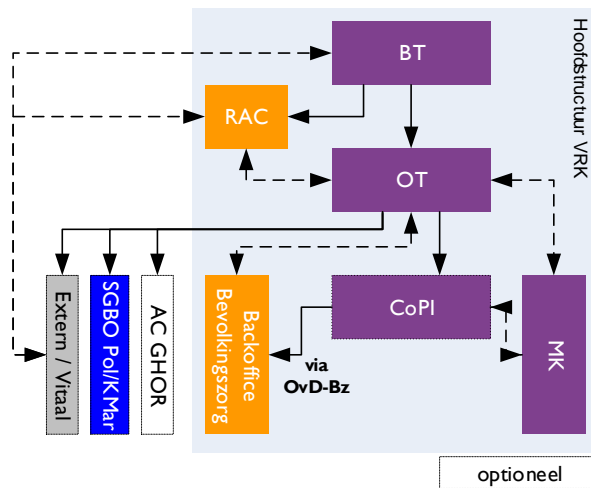 Hoofdstructuur VRK
BT
RAC
OT
Extern / Vitaal
SGBO Pol/KMar
AC GHOR
Backoffice
Bevolkingszorg
CoPI
MK
via
OvD-Bz
optioneel